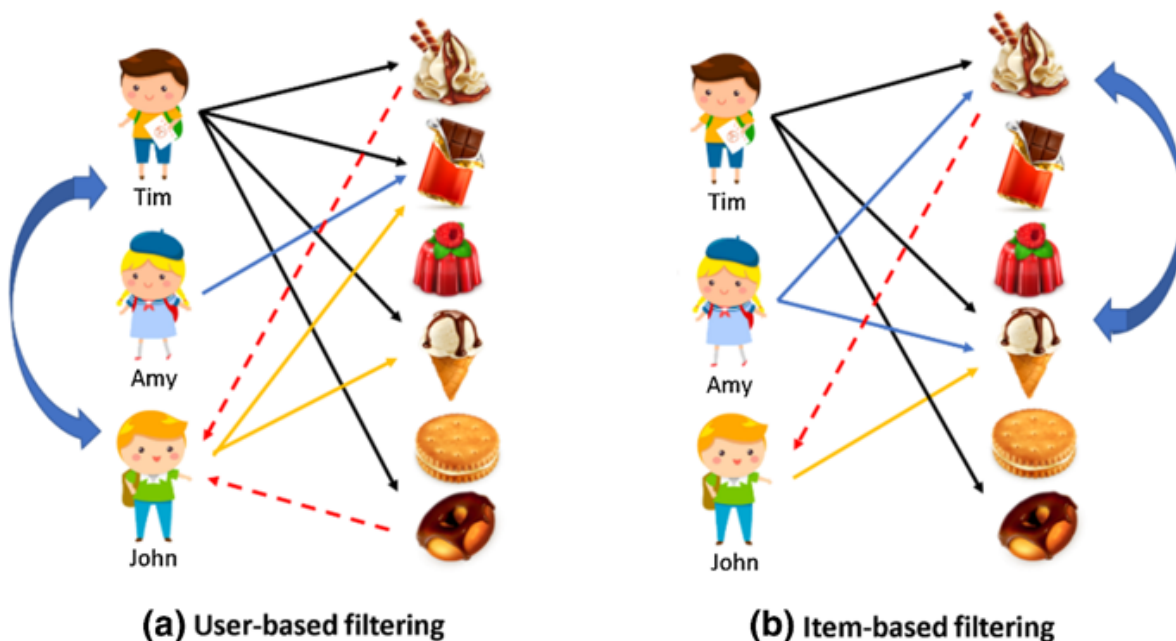 Tim
Amy
John
(a) User-based filtering
Tim
Amy
John
(b) Item-based filtering